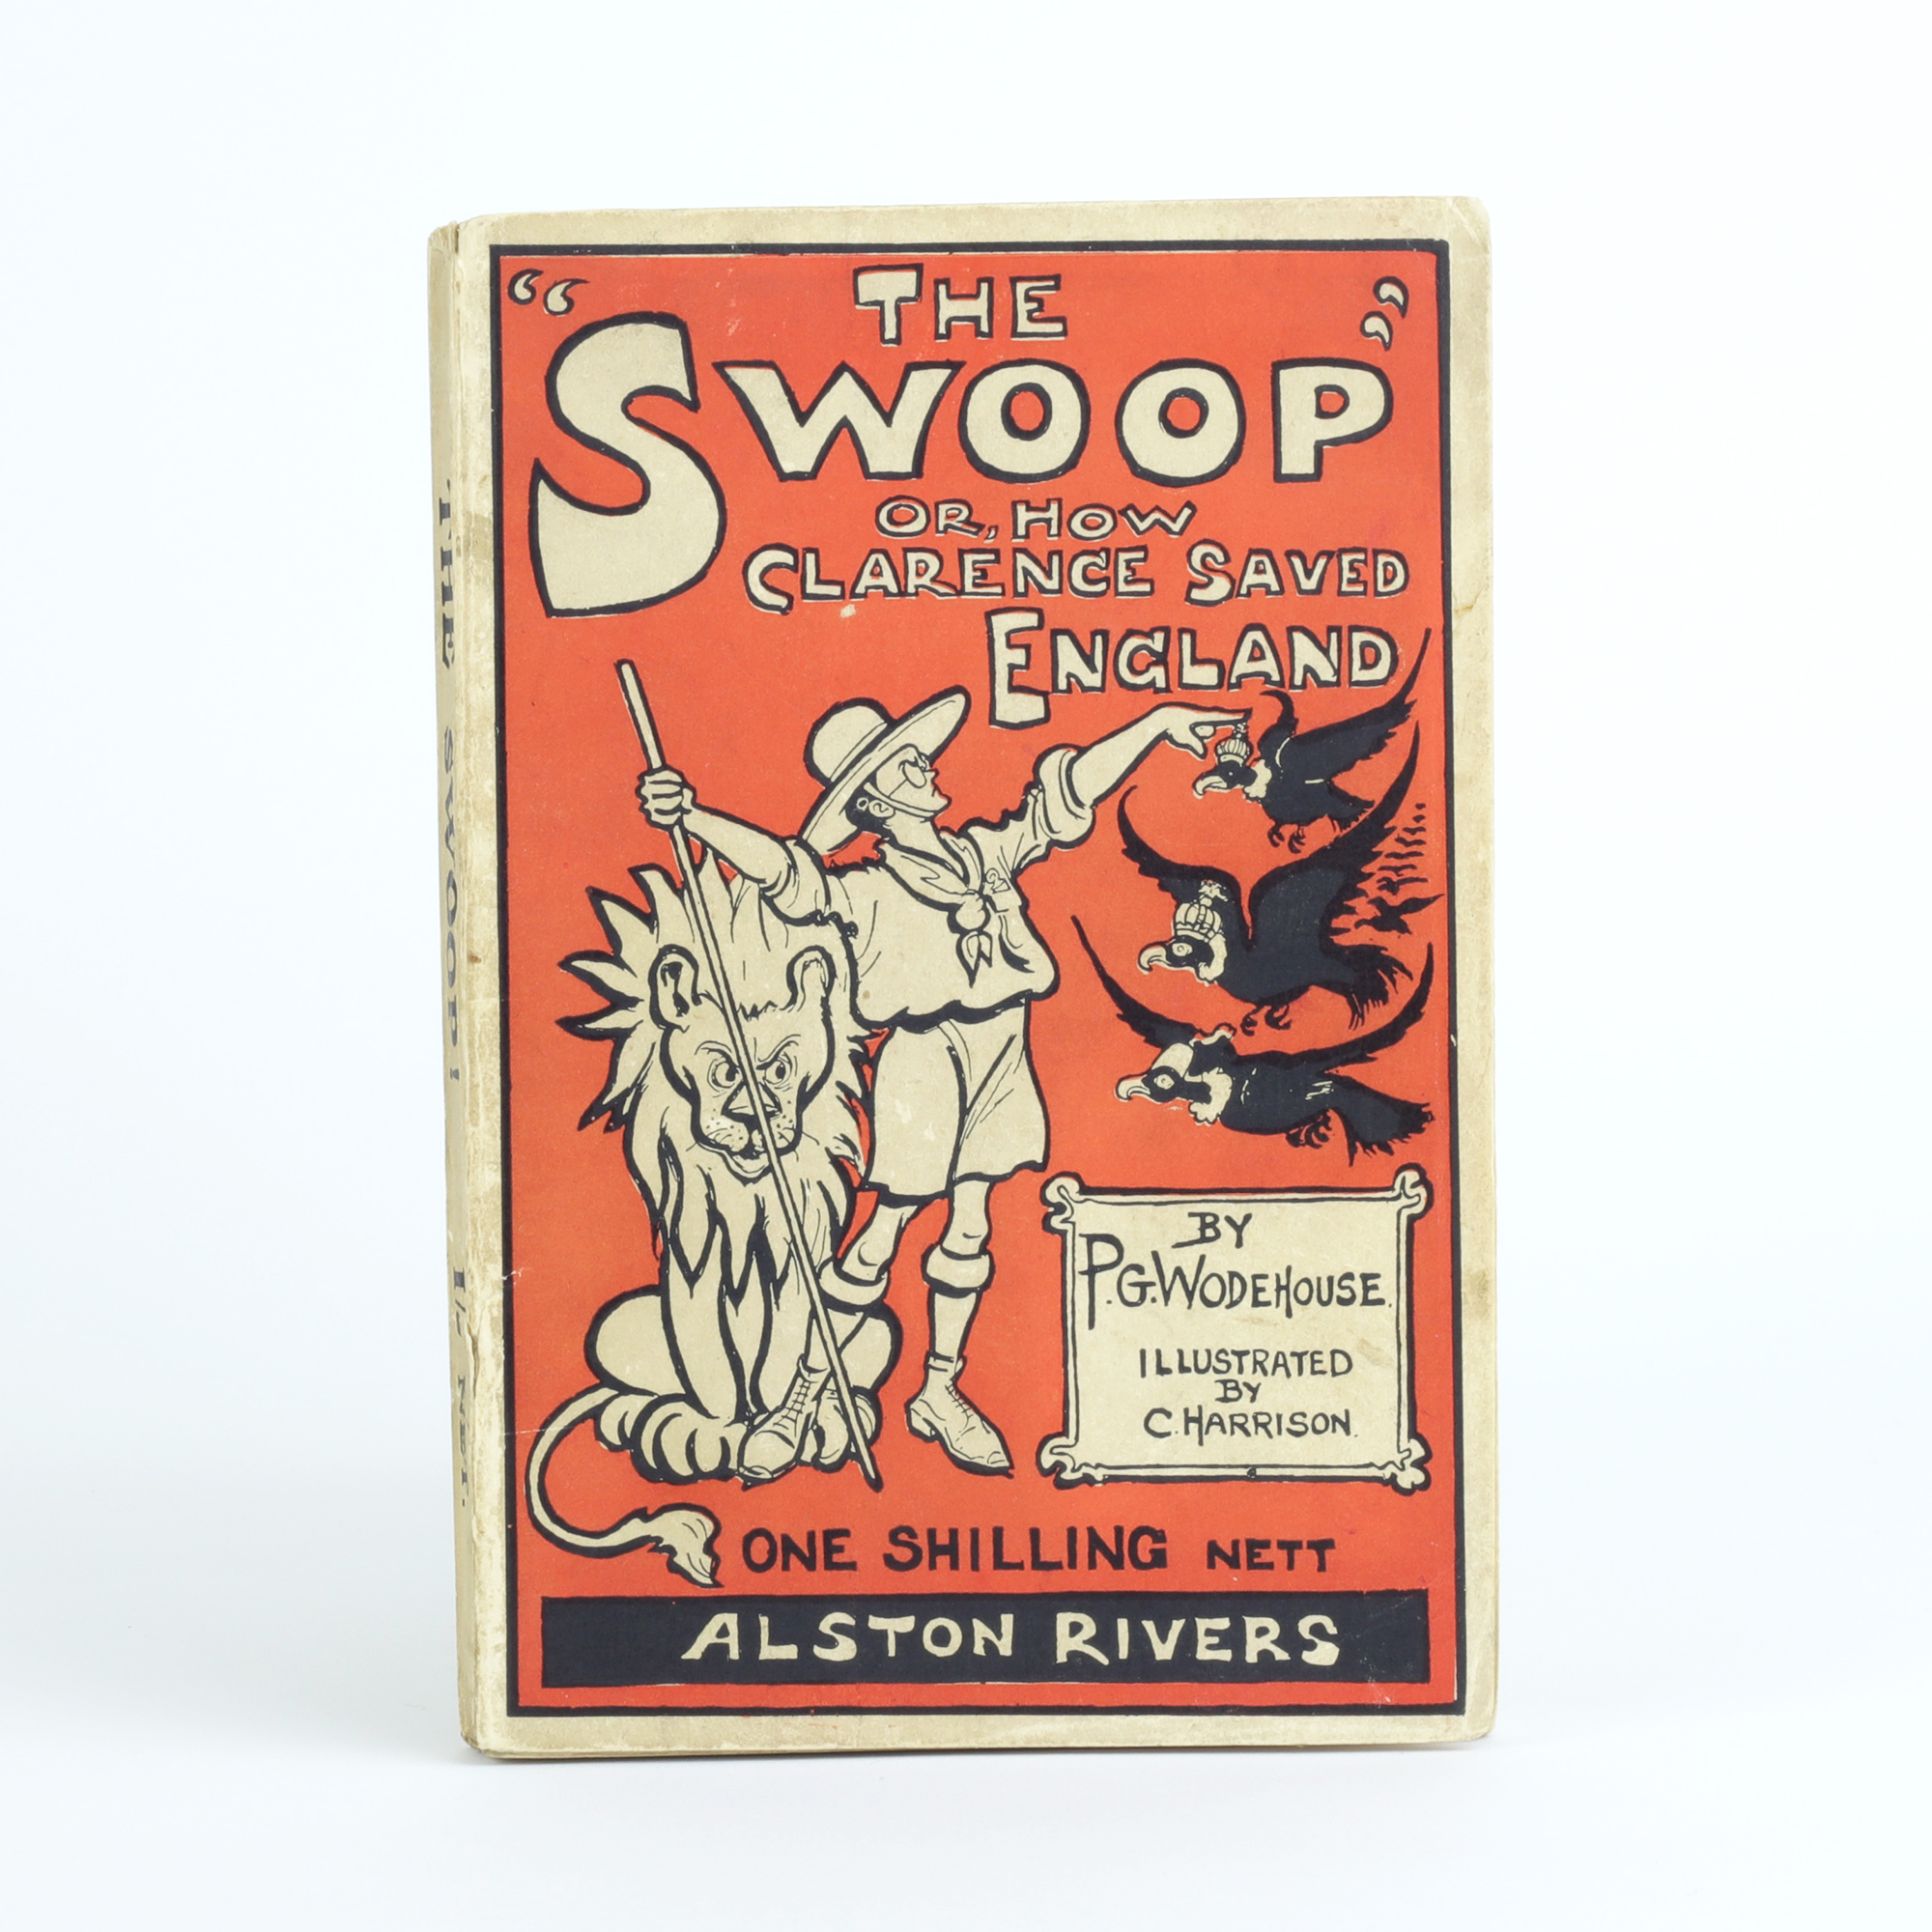 “THE
SWOOP”
OR, HOW
CLARENCE SAVED
ENGLAND
BY
P.G.WODEHOUSE.
ILLUSTRATED
BY
C.HARRISON.
ONE SHILLING NETT
ALSTON RIVERS
THE SWOOP! 1/- NET.